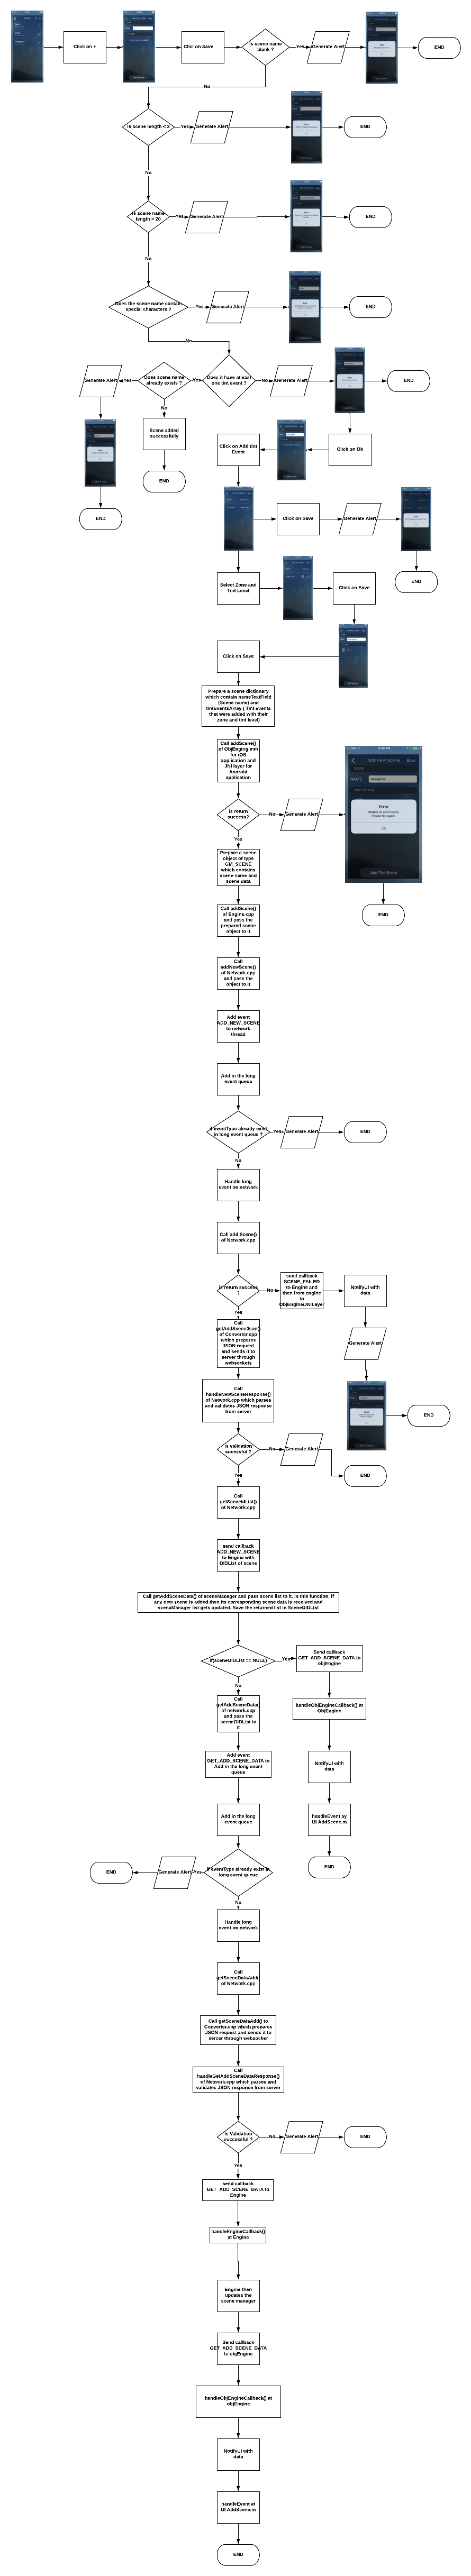 Click on +
Clicl on Save
Is scene name
blank ?
Yes
Generate Alert
END
No
Is scene length < 3
Yes
Generate Alert
END
No
Is scene name
length > 20
Yes
Generate Alert
END
No
Does the scene name contain
special characters ?
Yes
Generate Alert
END
No
Generate Alert
Yes
Does scene name
already exists ?
Yes
Does it have atleast
one tint event ?
No
Generate Alert
END
No
Scene added
successfully
END
END
Click on Add tint
Event
Click on Ok
Click on Save
Generate Alert
END
Select Zone and
Tint Level
Click on Save
Click on Save
Prepare a scene dictionary
which contain nameTextField
(Scene name) and
tintEventsArray ( Tint events
that were added with their
zone and tint level)
Call addScene()
of ObjEnging.mm
for iOS
application and
JNI layer for
Android
application
is return
success?
No
Generate Alert
ADD NEW SCENE
Save
NAME
Error
Unable to add Scene.
Please try again.
Ok
Add Tint Event
END
Yes
Prepare a scene
object of type
GM_SCENE
which contains
scene name and
scene data
Call addScene()
of Engine.cpp
and pass the
prepared scene
object to it
Call
addNewScene()
of Network.cpp
and pass the
object to it
Add event
ADD_NEW_SCENE
to network
thread
Add in the long
event queue
If eventType already exist
in long event queue ?
Yes
Generate Alert
END
No
Handle long
event on network
Call add Scene()
of Network.cpp
is return success
?
No
send callback
SCENE_FAILED
to Engine and
then from engine
to
ObjEngine/JNILayer
NotifyUI with
data
Generate Alert
END
Yes
Call
getAddSceneJson()
of Converter.cpp
which prepares
JSON request
and sends it to
server through
websockets
Call
handleNewSceneResponse()
of Network.cpp which parses
and validates JSON response
from server
is validation
sucessful ?
No
Generate Alert
END
Yes
Call
getSceneIdList()
of Network.cpp
send callback
ADD_NEW_SCENE
to Engine with
OIDList of scene
Call getAddSceneData() of sceneManager and pass scene list to it. In this function, if
any new scene is added then its corresponding scene data is received and
scenaManager list gets updated. Save the returned list in SceneOIDList
if(sceneOIDList == NULL)
Yes
Send callback
GET_ADD_SCENE_DATA to
objEngine
handleObjEngineCallback() at
ObjEngine
NotifyUI with
data
handleEvent ay
UI AddScene.m
END
No
Call
getAddSceneData()
of network.cpp
and pass the
sceneOIDList to
it
Add event
GET_ADD_SCENE_DATA to
Add in the long event
queue
Add in the long
event queue
If eventType already exist in
long event queue
Yes
Generate Alert
END
No
Handle long
event on network
Call
getSceneDataAdd()
of Network.cpp
Call getSceneDataAdd() to
Converter.cpp which prepares
JSON request and sends it to
sercer through websocker
Call
handleGetAddSceneDataResponse()
of Network.cpp which parses and
validates JSON response from server
Is Validation
successful ?
No
Generate Alert
END
Yes
send callback
GET_ADD_SCENE_DATA to
Engine
handleEngineCallback()
at Engine
Engine then
updates the
scene manager
Send callback
GET_ADD_SCENE_DATA
to objEngine
handleObjEngineCallback() at
objEngine
NotifyUI with
data
handleEvent at
UI AddScene.m
END